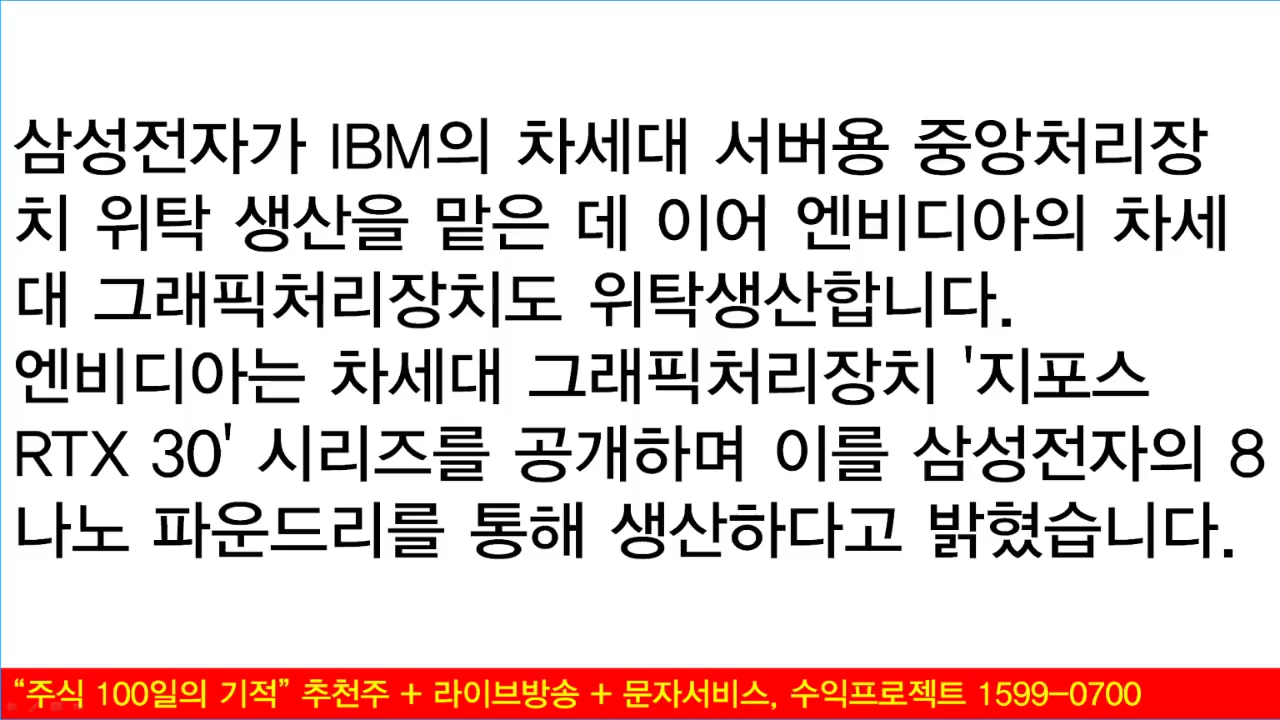 삼성전자가 IBM의 차세대 서버용 중앙처리장
치 위탁 생산을 맡은 데 이어 엔비디아의 차세
대 그래픽처리장치도 위탁생산합니다.
엔비디아는 차세대 그래픽처리장치 '지포스
RTX 30' 시리즈를 공개하며 이를 삼성전자의 8
나노 파운드리를 통해 생산하다고 밝혔습니다.
“주식 100일의 기적” 추천주 + 라이브방송 + 문자서비스, 수익프로젝트 1599-0700